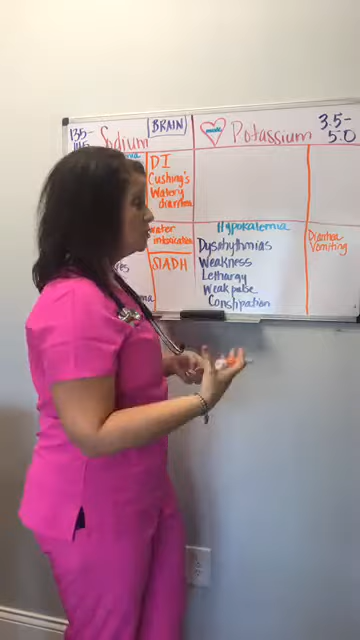 135-
Sodium
BRAIN
Potassium
3.5-
5.0
DI
Cushing's
Watery
diarrhea
water
intoxication
SIADH
Hypokalemia
Dysrhythmias
Weakness
Lethargy
Weak pulse
Constipation
Diarrhea
Vomiting